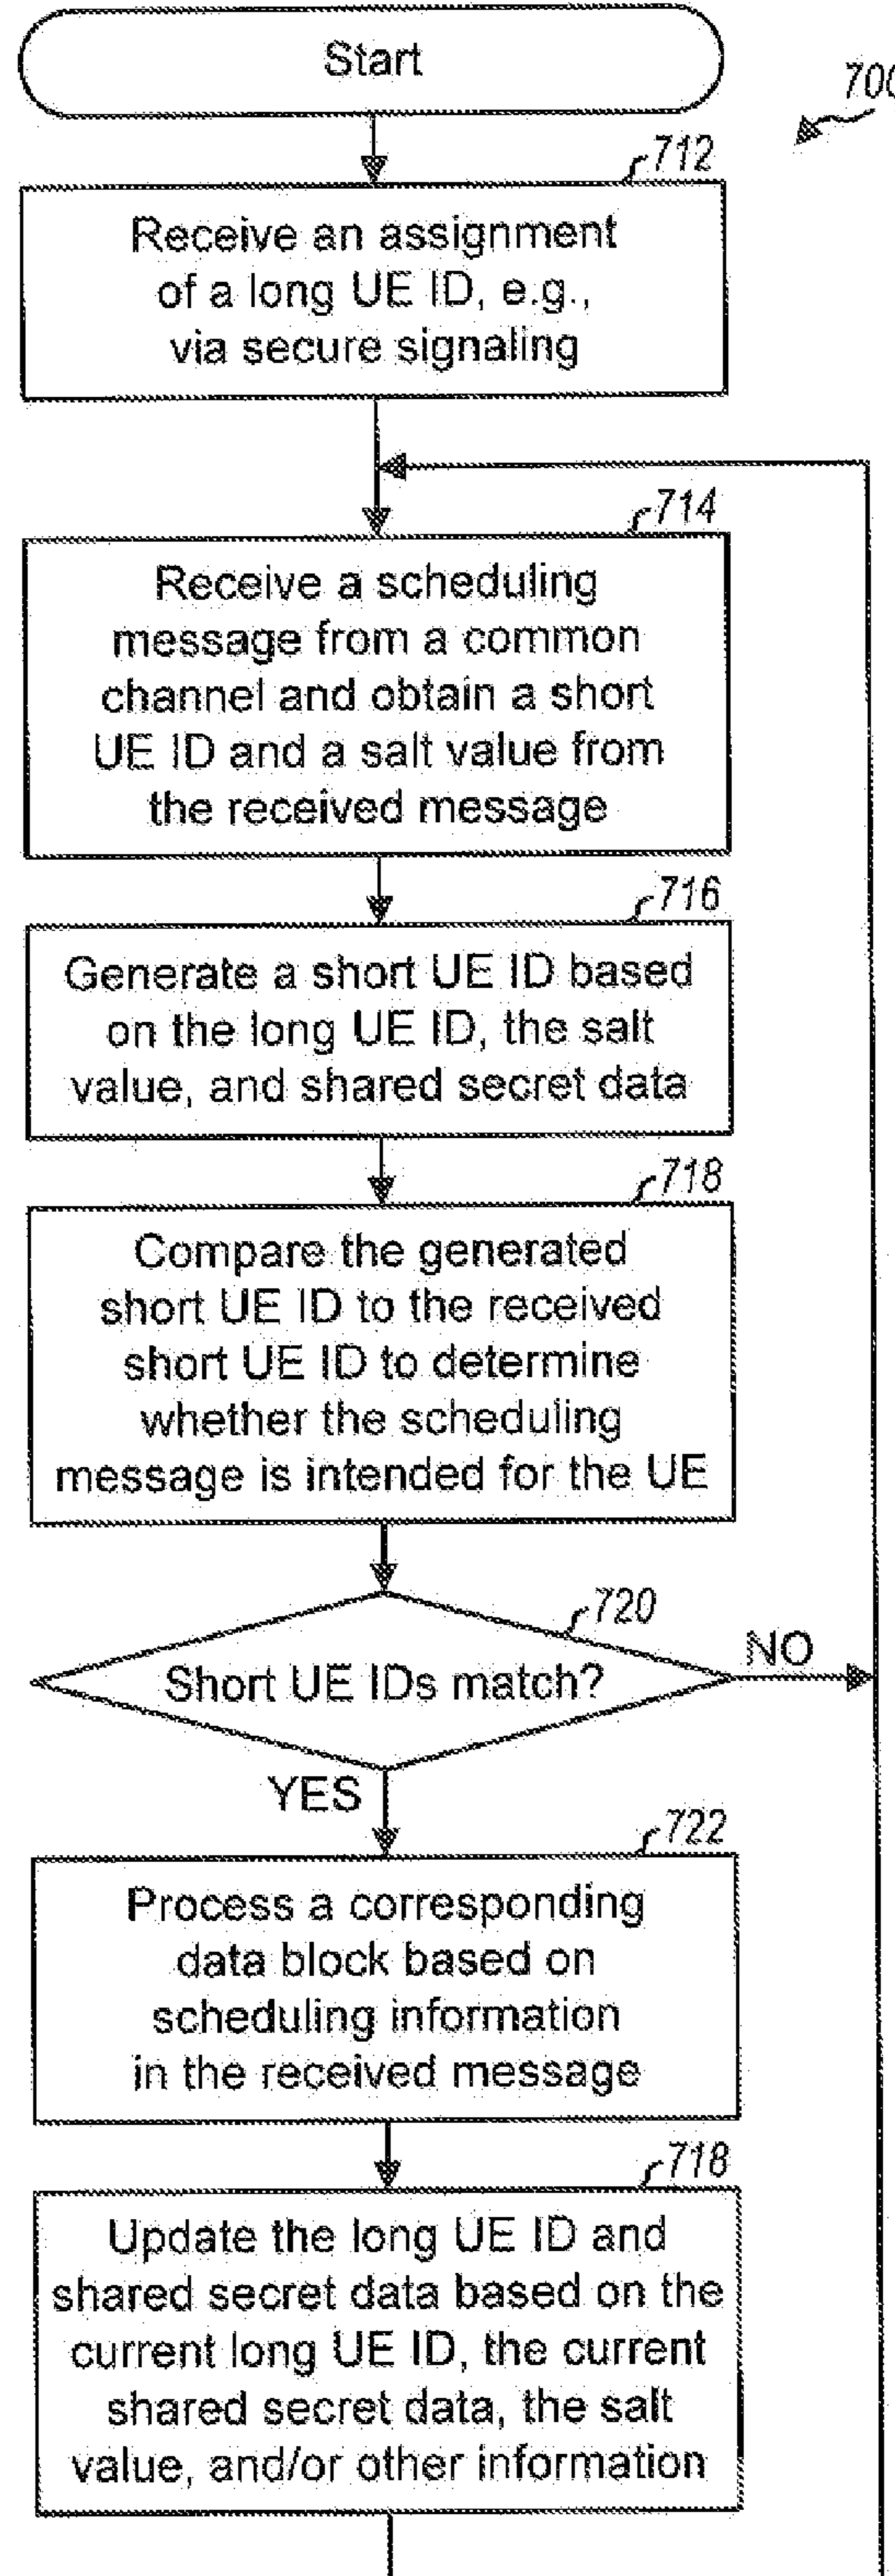 Start
700
712
Receive an assignment
of a long UE ID, e.g.,
via secure signaling
714
Receive a scheduling
message from a common
channel and obtain a short
UE ID and a salt value from
the received message
716
Generate a short UE ID based
on the long UE ID, the salt
value, and shared secret data
718
Compare the generated
short UE ID to the received
short UE ID to determine
whether the scheduling
message is intended for the UE
720
Short UE IDs match?
NO
YES
722
Process a corresponding
data block based on
scheduling information
in the received message
718
Update the long UE ID and
shared secret data based on the
current long UE ID, the current
shared secret data, the salt
value, and/or other information